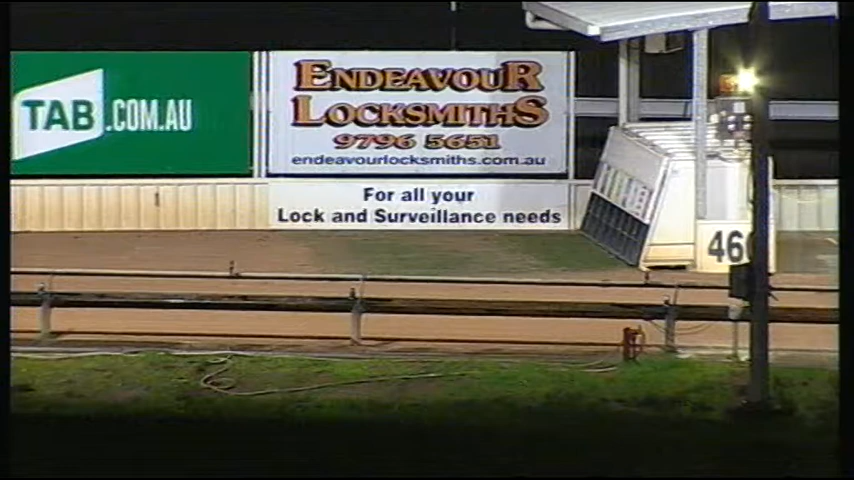 TAB.COM.AU
ENDEAVOUR
LOCKSMITHS
9796 5651
endeavourlocksmiths.com.au
For all your
Lock and Surveillance needs
46